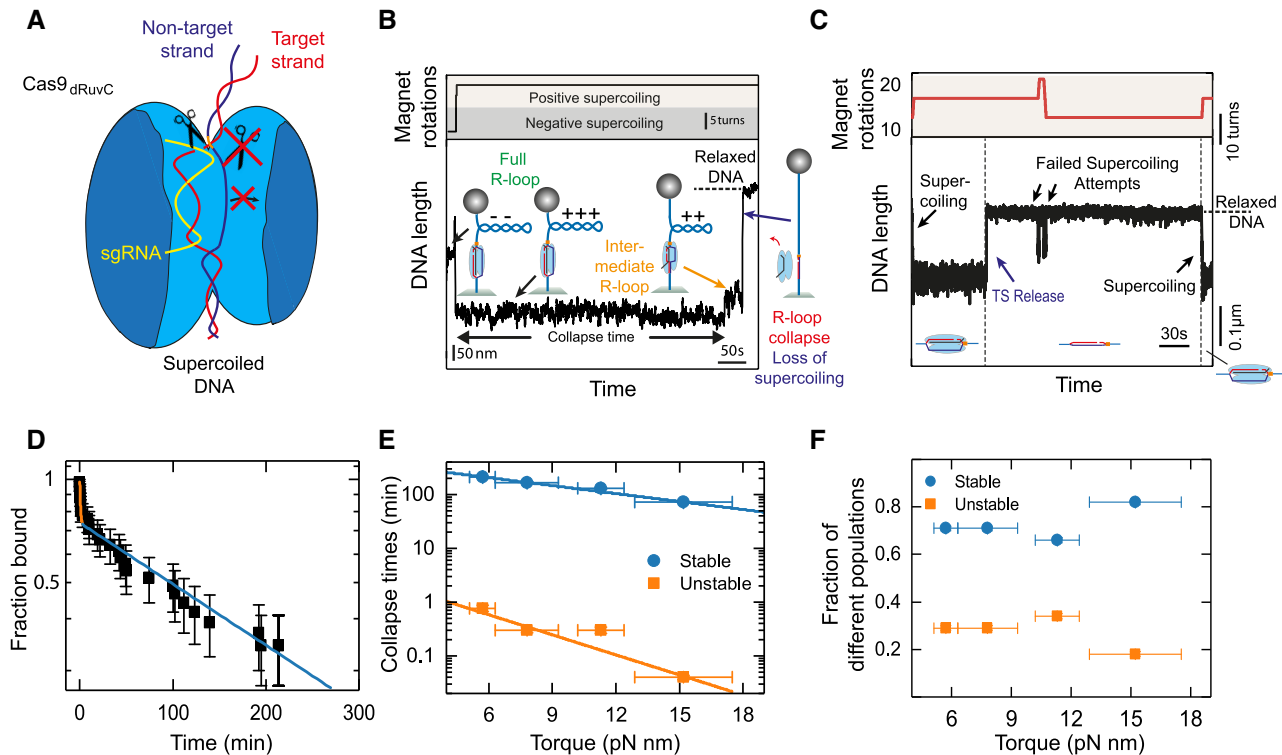 A
Non-target
strand
Target
strand
Cas9dRuvC
sgRNA
Supercoiled
DNA
B
Magnet
rotations
Positive supercoiling
Negative supercoiling
5 turns
DNA length
Full
R-loop
- -
+++
++
Relaxed
DNA
Inter-
mediate
R-loop
Collapse time
50 nm
50s
R-loop
collapse
Loss of
supercoiling
Time
C
Magnet
rotations
20
10
10 turns
DNA length
Super-
coiling
Failed Supercoiling
Attempts
Relaxed
DNA
TS Release
Supercoiling
30s
0.1µm
Time
D
Fraction bound
1
0.5
0
100
200
300
Time (min)
E
Collapse times (min)
100
10
1
0.1
Stable
Unstable
6
9
12
15
18
Torque (pN nm)
F
Fraction of
different populations
0.8
0.6
0.4
0.2
Stable
Unstable
6
9
12
15
18
Torque (pN nm)